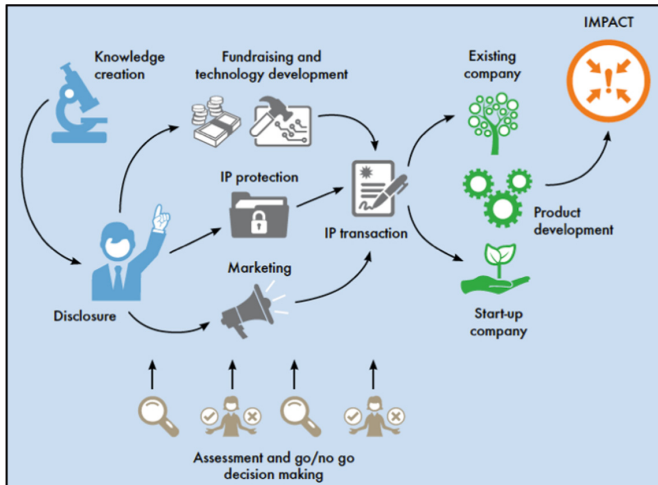 IMPACT
Knowledge
creation
Fundraising and
technology development
Existing
company
IP protection
IP transaction
Product
development
Marketing
Disclosure
Start-up
company
Assessment and go/no go
decision making